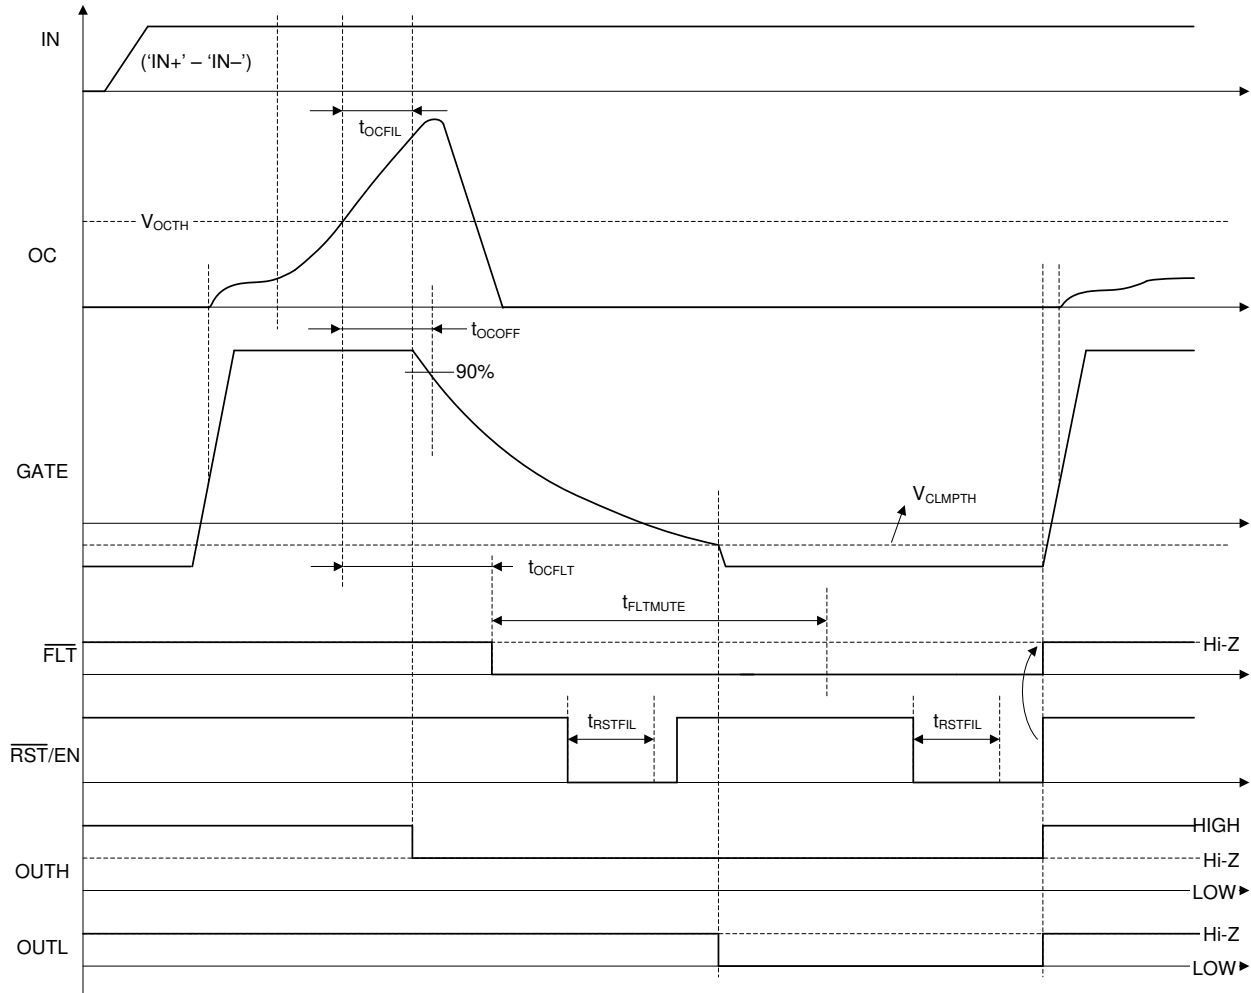 IN
('IN+' – 'IN–')
tOCFIL
VOCTH
OC
tOCOFF
90%
GATE
VCLMPTH
tOCFLT
tFLTMUTE
FLT
Hi-Z
tRSTFIL
tRSTFIL
RST/EN
HIGH
Hi-Z
OUTH
LOW
Hi-Z
OUTL
LOW